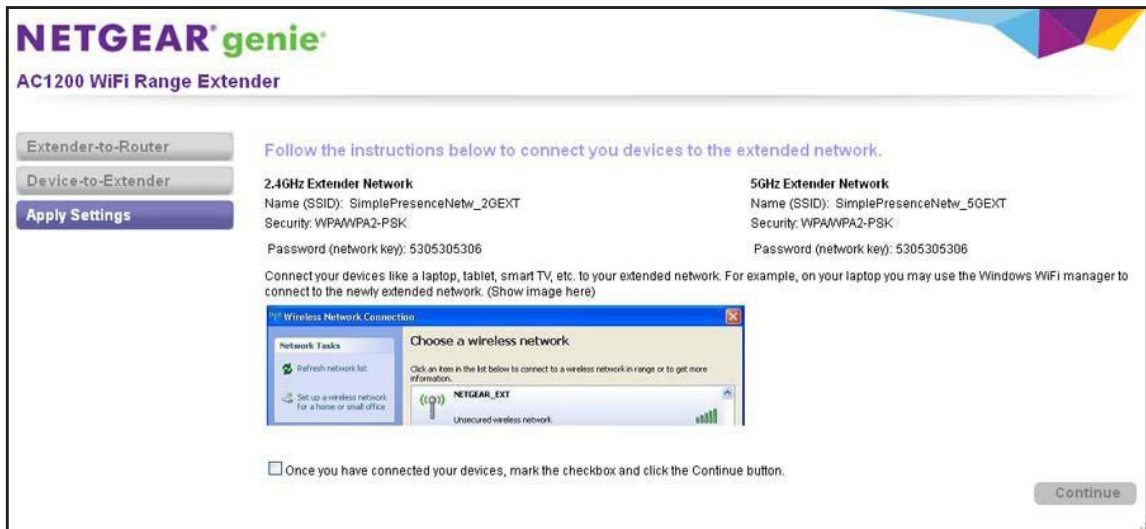 NETGEAR® genie®
AC1200 WiFi Range Extender
Extender-to-Router
Device-to-Extender
Apply Settings
Follow the instructions below to connect you devices to the extended network.
2.4GHz Extender Network
Name (SSID): SimplePresenceNetw_2GEXT
Security: WPA/WPA2-PSK
Password (network key): 5305305306
5GHz Extender Network
Name (SSID): SimplePresenceNetw_5GEXT
Security: WPA/WPA2-PSK
Password (network key): 5305305306
Connect your devices like a laptop, tablet, smart TV, etc. to your extended network. For example, on your laptop you may use the Windows WiFi manager to
connect to the newly extended network. (Show image here)
Wireless Network Connection
Network Tasks
Refresh network list
Set up a wireless network
for a home or small office
Choose a wireless network
Click an item in the list below to connect to a wireless network in range or to get more
information.
NETGEAR_EXT
Unsecured wireless network
Once you have connected your devices, mark the checkbox and click the Continue button.
Continue